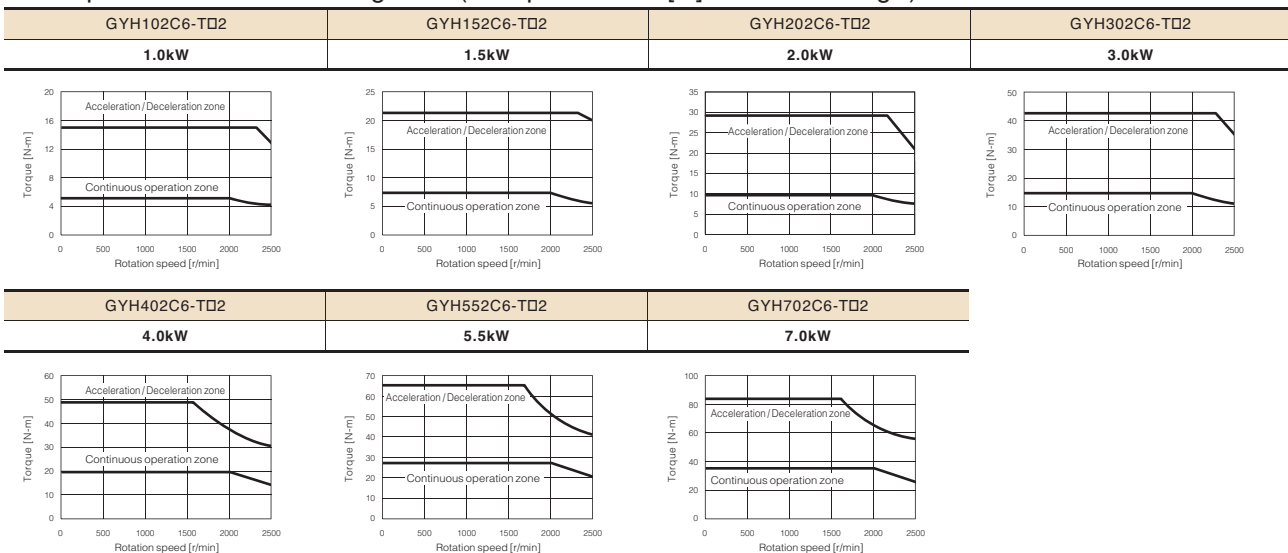 GYH102C6-T□2 GYH152C6-T□2 GYH202C6-T□2 GYH302C6-T□2
1.0kW 1.5kW 2.0kW 3.0kW
20
16
12
8
4
0
Torque [N-m]
Acceleration/Deceleration zone
Continuous operation zone
0 500 1000 1500 2000 2500
Rotation speed [r/min]
25
20
15
10
5
0
Torque [N-m]
Acceleration/Deceleration zone
Continuous operation zone
0 500 1000 1500 2000 2500
Rotation speed [r/min]
35
30
25
20
15
10
5
0
Torque [N-m]
Acceleration/Deceleration zone
Continuous operation zone
0 500 1000 1500 2000 2500
Rotation speed [r/min]
50
40
30
20
10
0
Torque [N-m]
Acceleration/Deceleration zone
Continuous operation zone
0 500 1000 1500 2000 2500
Rotation speed [r/min]
GYH402C6-T□2 GYH552C6-T□2 GYH702C6-T□2
4.0kW 5.5kW 7.0kW
60
50
40
30
20
10
0
Torque [N-m]
Acceleration/Deceleration zone
Continuous operation zone
0 500 1000 1500 2000 2500
Rotation speed [r/min]
70
60
50
40
30
20
10
0
Torque [N-m]
Acceleration/Deceleration zone
Continuous operation zone
0 500 1000 1500 2000 2500
Rotation speed [r/min]
100
80
60
40
20
0
Torque [N-m]
Acceleration/Deceleration zone
Continuous operation zone
0 500 1000 1500 2000 2500
Rotation speed [r/min]